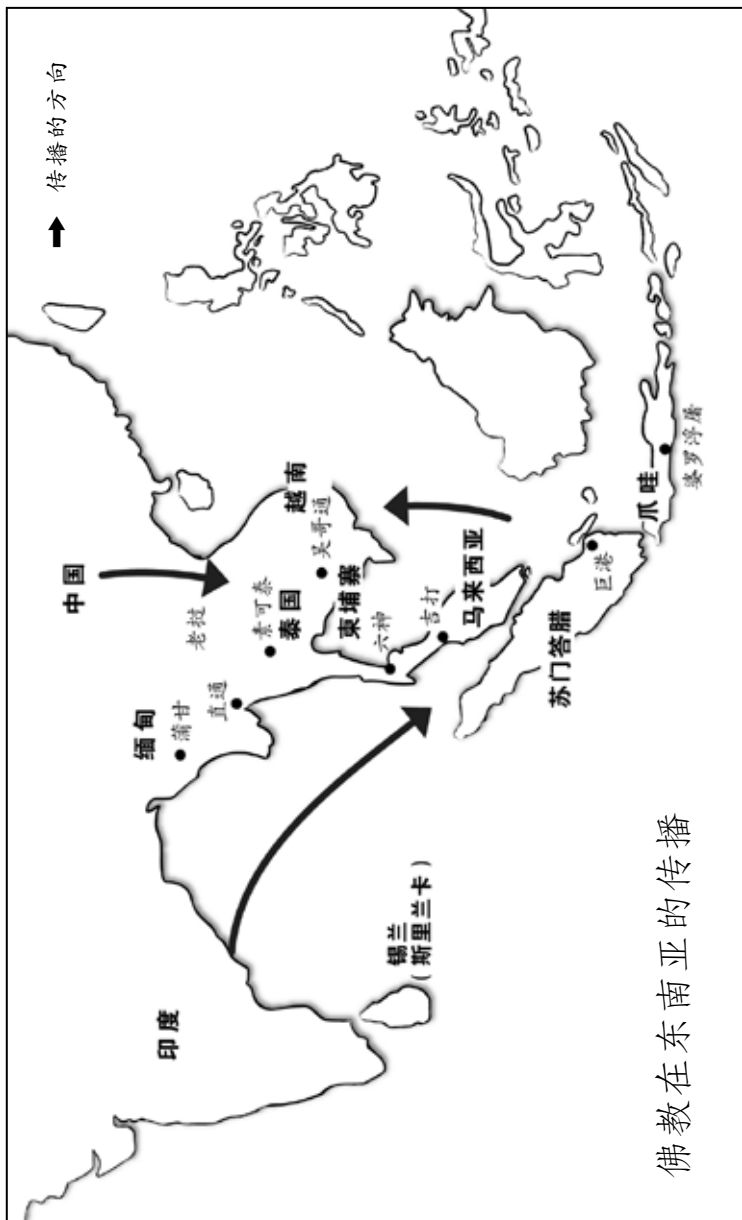 传播的方向
中国
越南
老挝
素可泰
泰国
吴哥通
柬埔寨
缅甸
蒲甘
直通
六神
吉打
马来西亚
印度
锡兰
(斯里兰卡)
苏门答腊
巨港
爪哇
婆罗浮屠
佛教在东南亚的传播